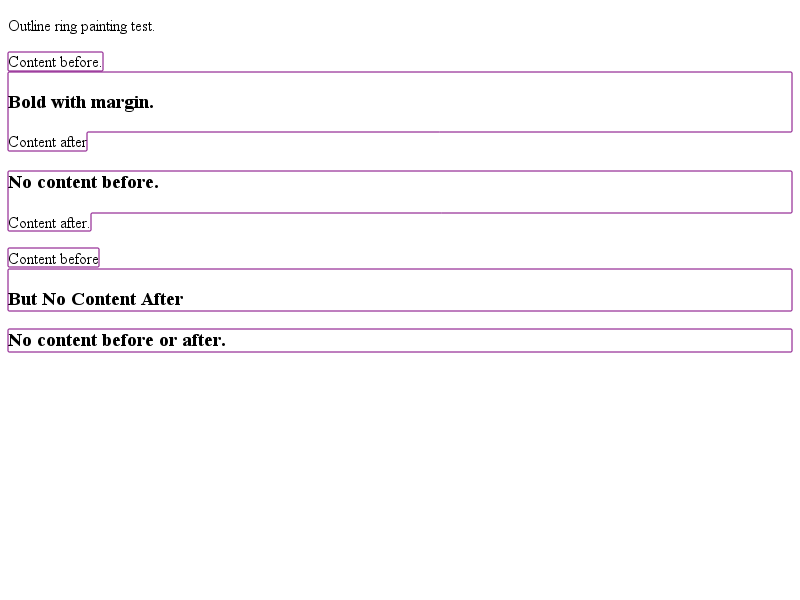 Outline ring painting test.
Content before.
Bold with margin.
Content after
No content before.
Content after.
Content before
But No Content After
No content before or after.